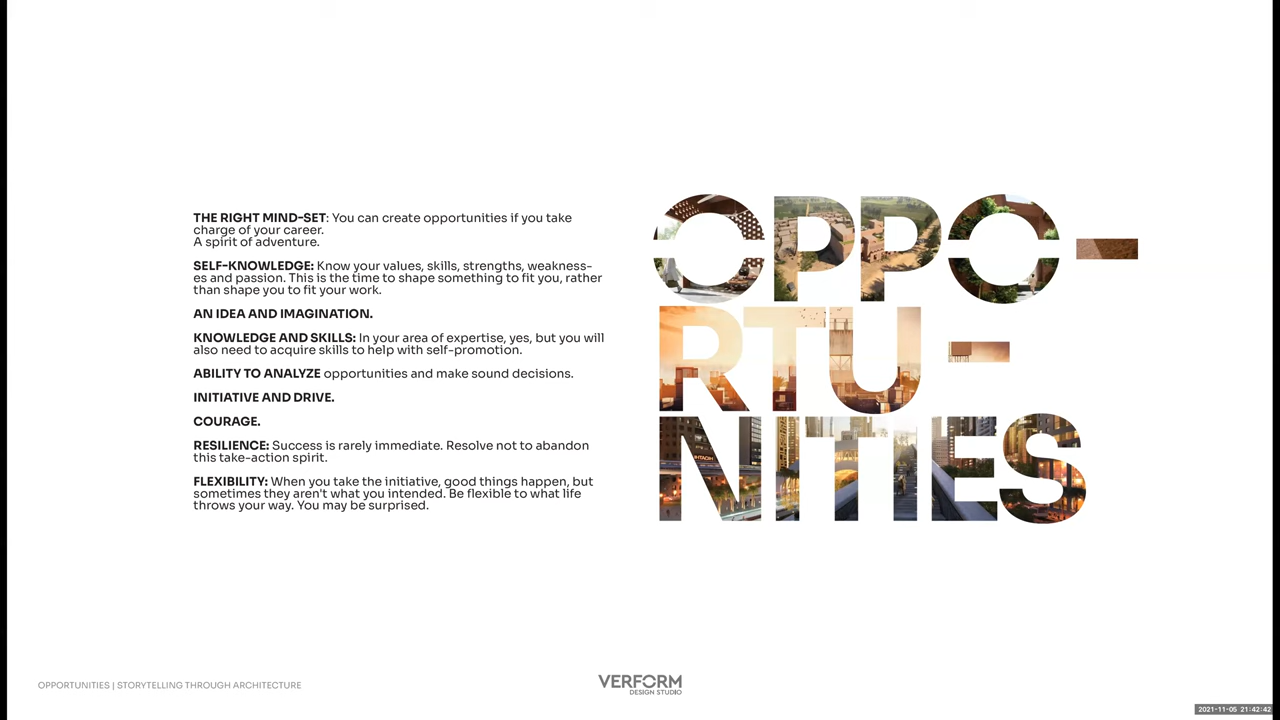 THE RIGHT MIND-SET: You can create opportunities if you take
charge of your career.
A spirit of adventure.
SELF-KNOWLEDGE: Know your values, skills, strengths, weakness-
es and passion. This is the time to shape something to fit you, rather
than shape you to fit your work.
AN IDEA AND IMAGINATION.
KNOWLEDGE AND SKILLS: In your area of expertise, yes, but you will
also need to acquire skills to help with self-promotion.
ABILITY TO ANALYZE opportunities and make sound decisions.
INITIATIVE AND DRIVE.
COURAGE.
RESILIENCE: Success is rarely immediate. Resolve not to abandon
this take-action spirit.
FLEXIBILITY: When you take the initiative, good things happen, but
sometimes they aren't what you intended. Be flexible to what life
throws your way. You may be surprised.
OPPO-
RTU-
NITIES
HITACHI
OPPORTUNITIES | STORYTELLING THROUGH ARCHITECTURE
VERFORM
DESIGN STUDIO
2021-11-05 21:42:42